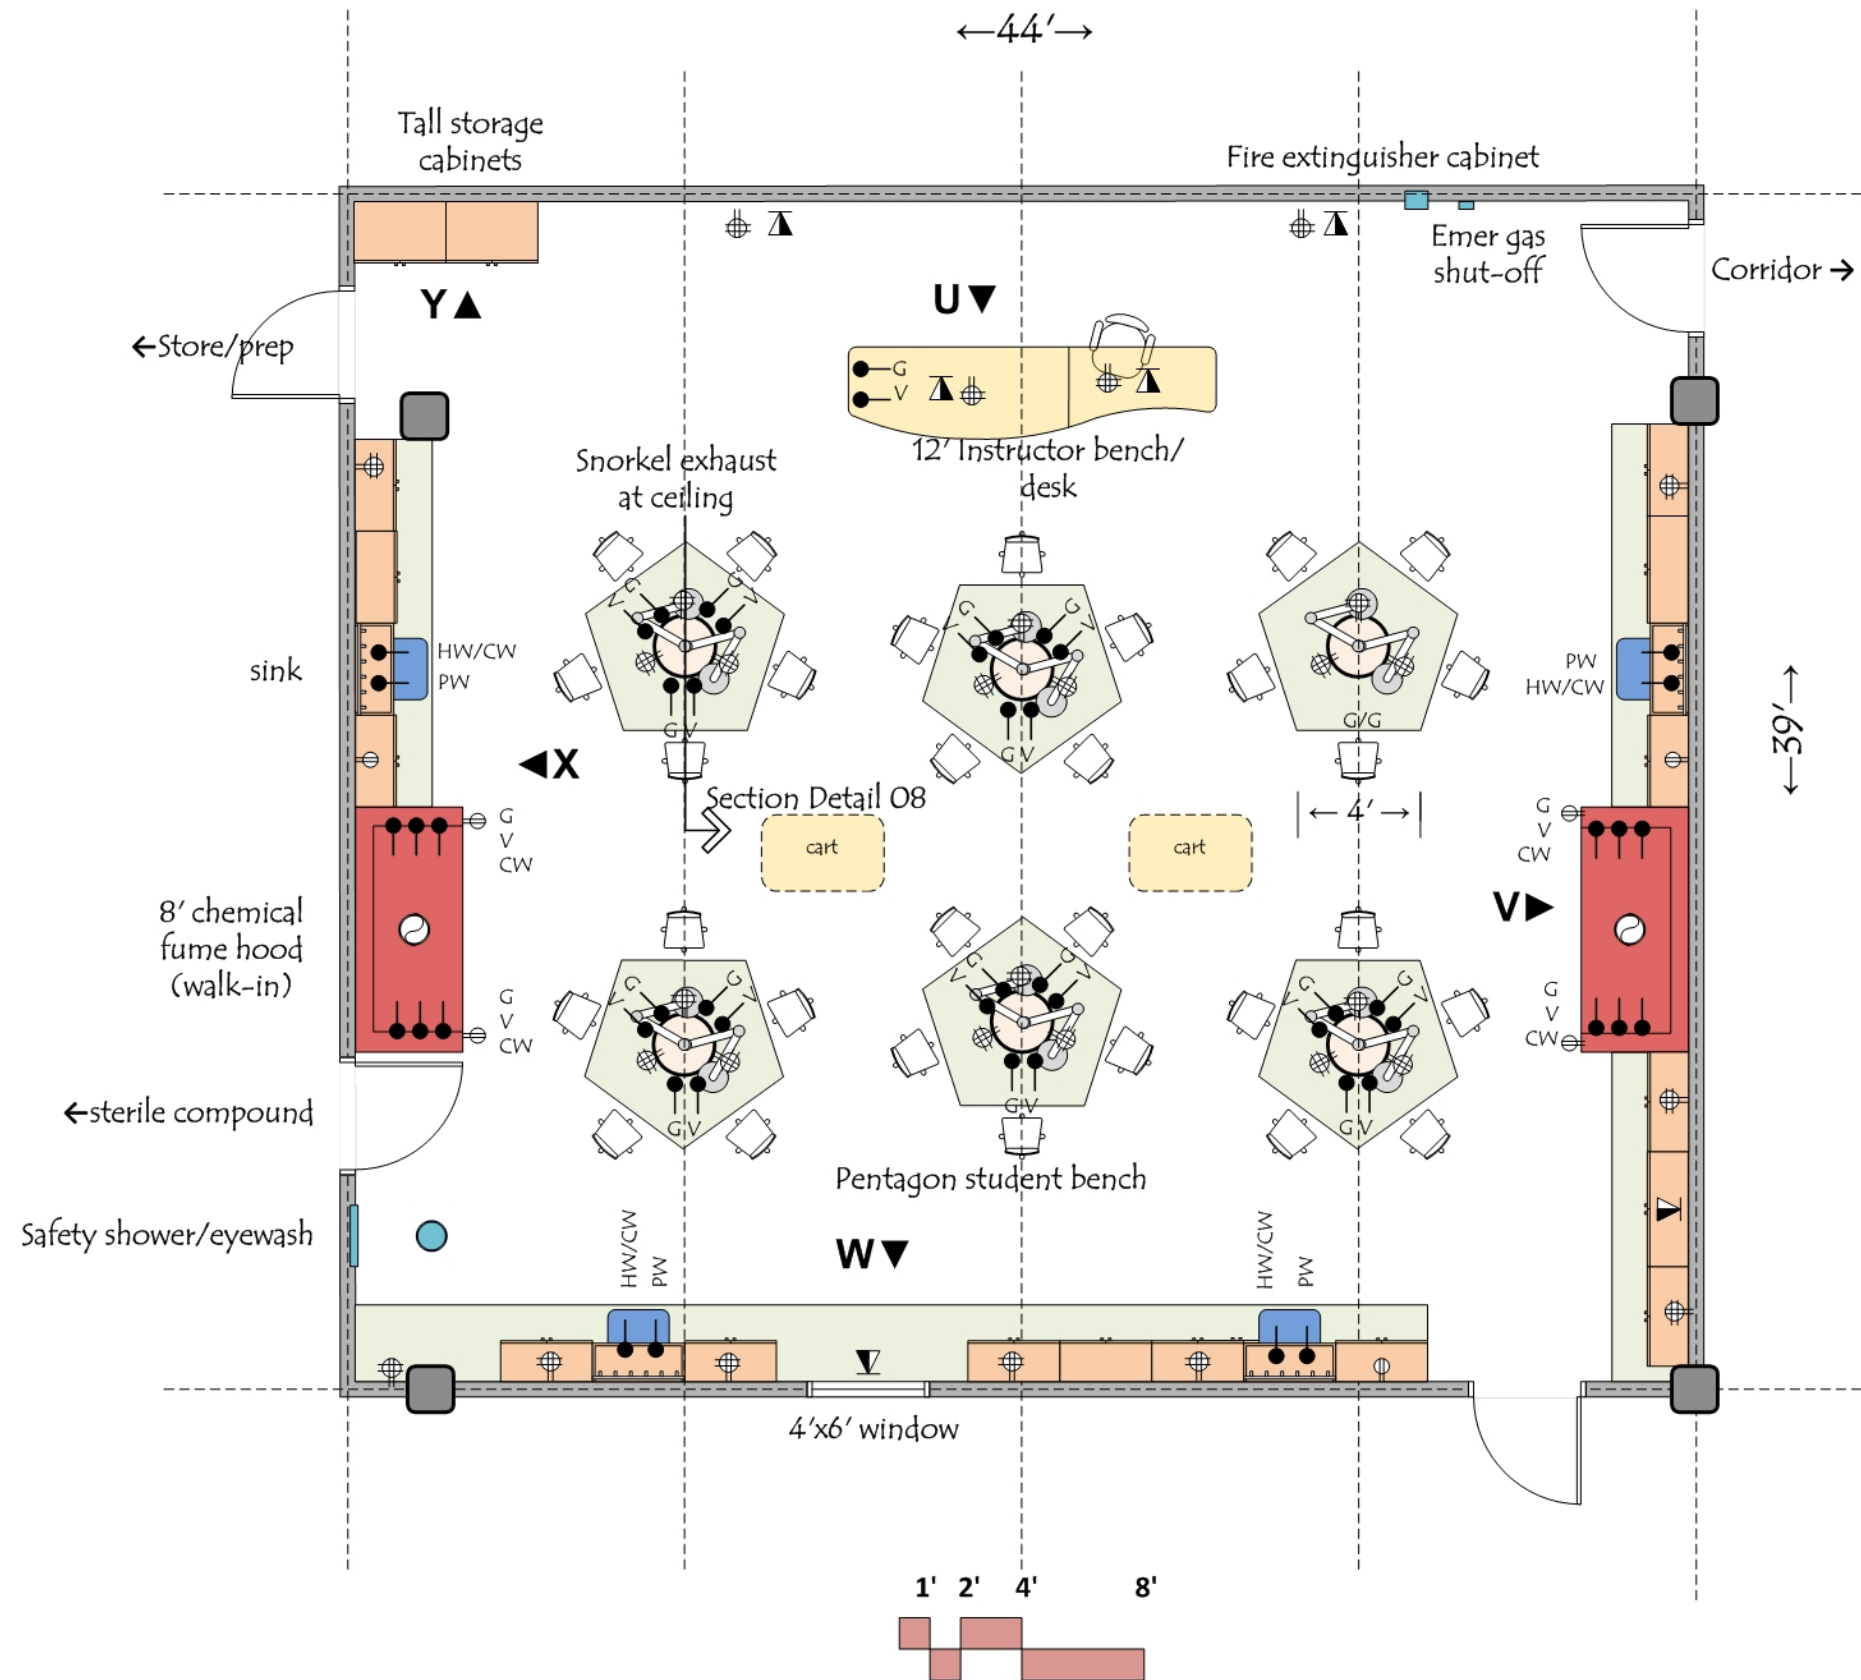 ←44'→
Tall storage
cabinets
Fire extinguisher cabinet
Emer gas
shut-off
Corridor →
Y▲
U▼
←Store/prep
G
V
12' Instructor bench/
desk
Snorkel exhaust
at ceiling
G
V
G
V
G
V
G
V
sink
HW/CW
PW
PW
HW/CW
G V
G V
G/G
←39'→
◀X
Section Detail 08
← 4' →
cart
cart
G
V
CW
G
V
CW
V▶
8' chemical
fume hood
(walk-in)
G
V
CW
G
V
CW
G
V
G
V
G
V
G
V
G
V
G
V
G V
G V
G V
←sterile compound
Pentagon student bench
Safety shower/eyewash
HW/CW
PW
W▼
HW/CW
PW
4'x6' window
1' 2' 4' 8'